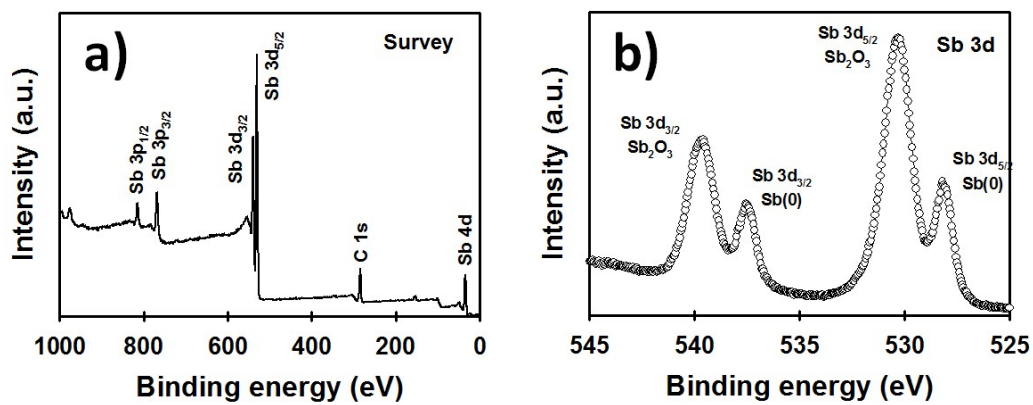 a)
Survey
Intensity (a.u.)
Sb 3p1/2
Sb 3p3/2
Sb 3d3/2
Sb 3d5/2
C 1s
Sb 4d
1000 800 600 400 200 0
Binding energy (eV)
b)
Sb 3d
Intensity (a.u.)
Sb 3d3/2
Sb2O3
Sb 3d3/2
Sb(0)
Sb 3d5/2
Sb2O3
Sb 3d5/2
Sb(0)
545 540 535 530 525
Binding energy (eV)